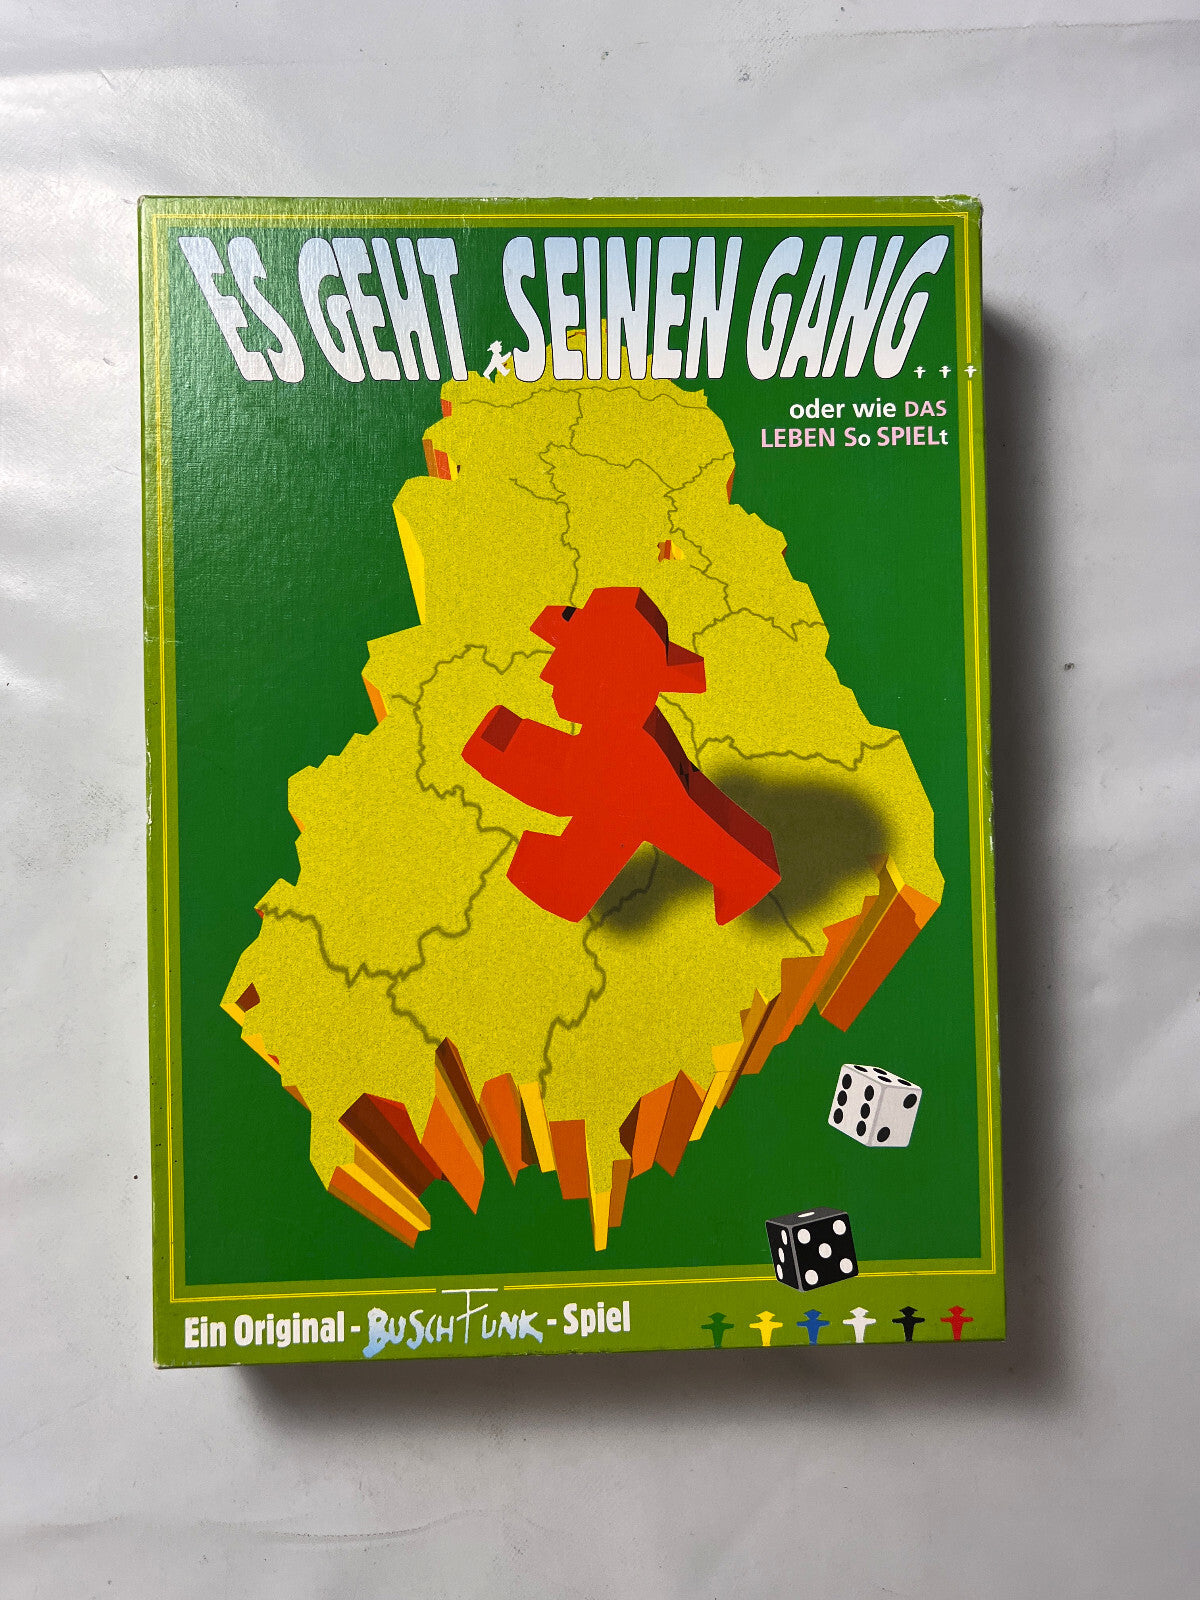 ES GEHT SEINEN GANG...
oder wie DAS
LEBEN So SPIELt
Ein Original - BUSCHFUNK - Spiel